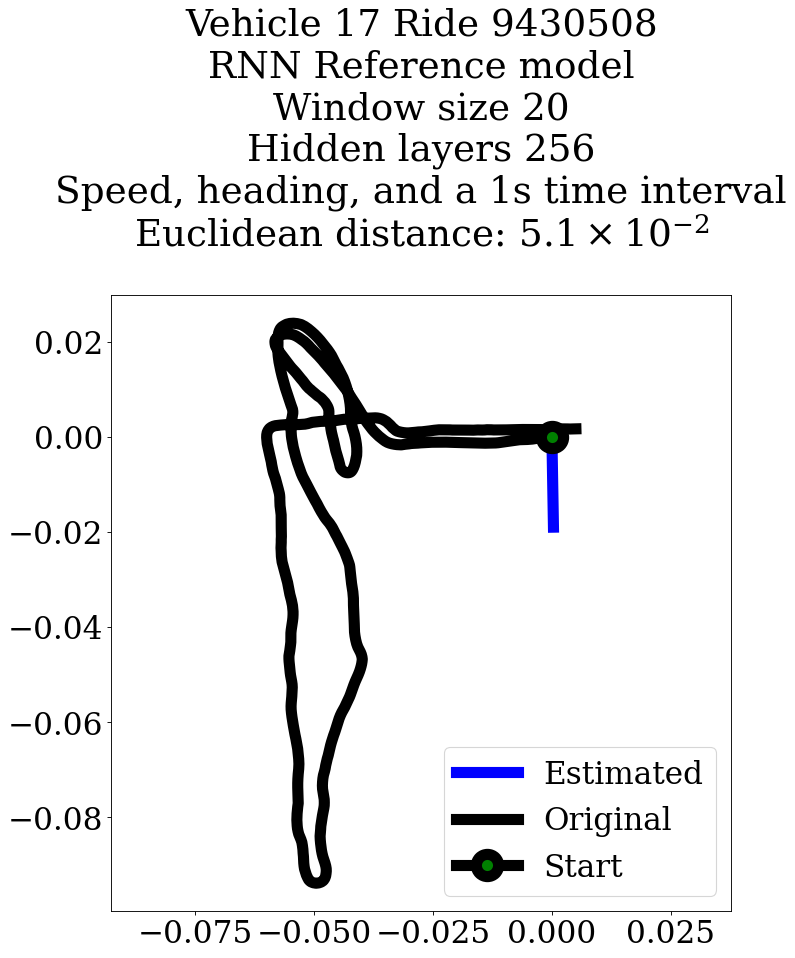 Vehicle 17 Ride 9430508
RNN Reference model
Window size 20
Hidden layers 256
Speed, heading, and a 1s time interval
Euclidean distance: 5.1 × 10⁻²
0.02
0.00
−0.02
−0.04
−0.06
−0.08
Estimated
Original
Start
−0.075 −0.050 −0.025 0.000 0.025